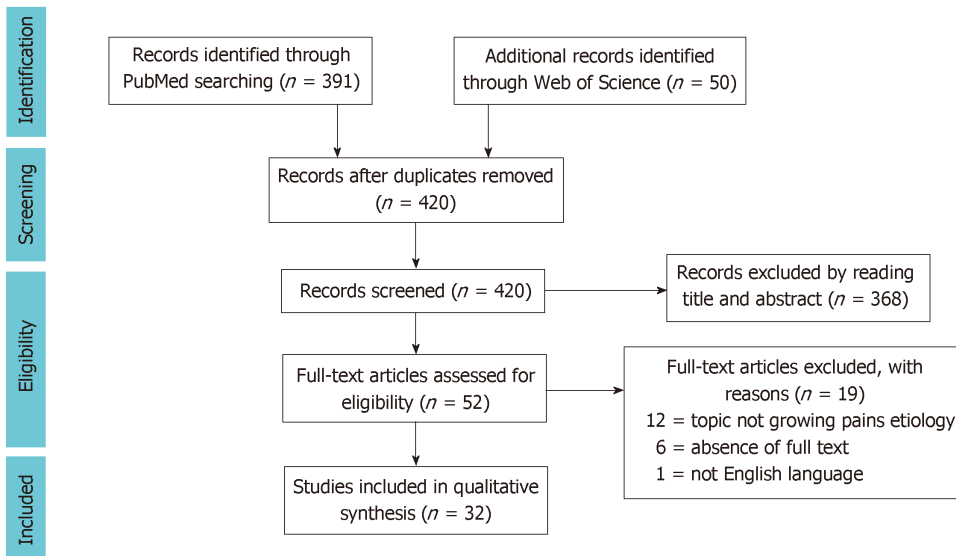 Identification
Records identified through
PubMed searching (n = 391)
Additional records identified
through Web of Science (n = 50)
Screening
Records after duplicates removed
(n = 420)
Eligibility
Records screened (n = 420)
Records excluded by reading
title and abstract (n = 368)
Full-text articles assessed for
eligibility (n = 52)
Full-text articles excluded, with
reasons (n = 19)
12 = topic not growing pains etiology
6 = absence of full text
1 = not English language
Included
Studies included in qualitative
synthesis (n = 32)